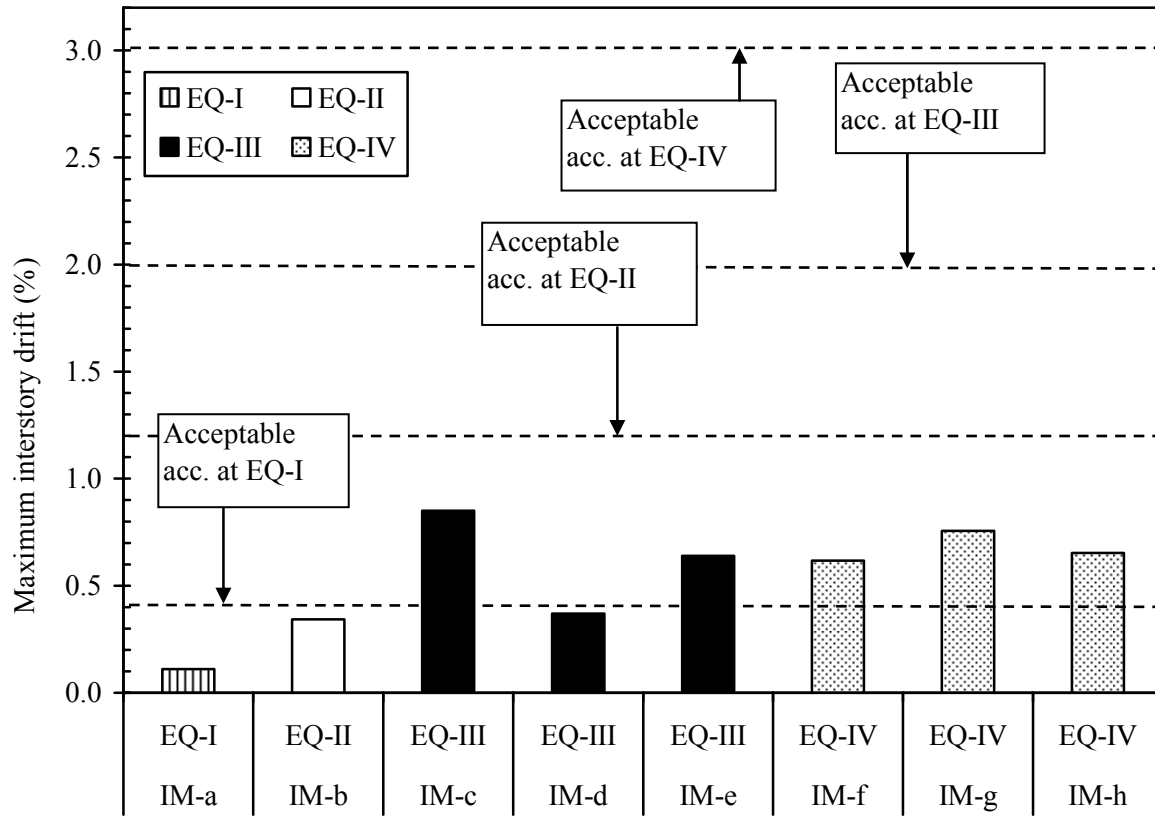 Maximum interstory drift (%)
3.0
2.5
2.0
1.5
1.0
0.5
0.0
EQ-I EQ-II
EQ-III EQ-IV
Acceptable
acc. at EQ-IV
Acceptable
acc. at EQ-III
Acceptable
acc. at EQ-II
Acceptable
acc. at EQ-I
EQ-I EQ-II EQ-III EQ-III EQ-III EQ-IV EQ-IV EQ-IV
IM-a IM-b IM-c IM-d IM-e IM-f IM-g IM-h